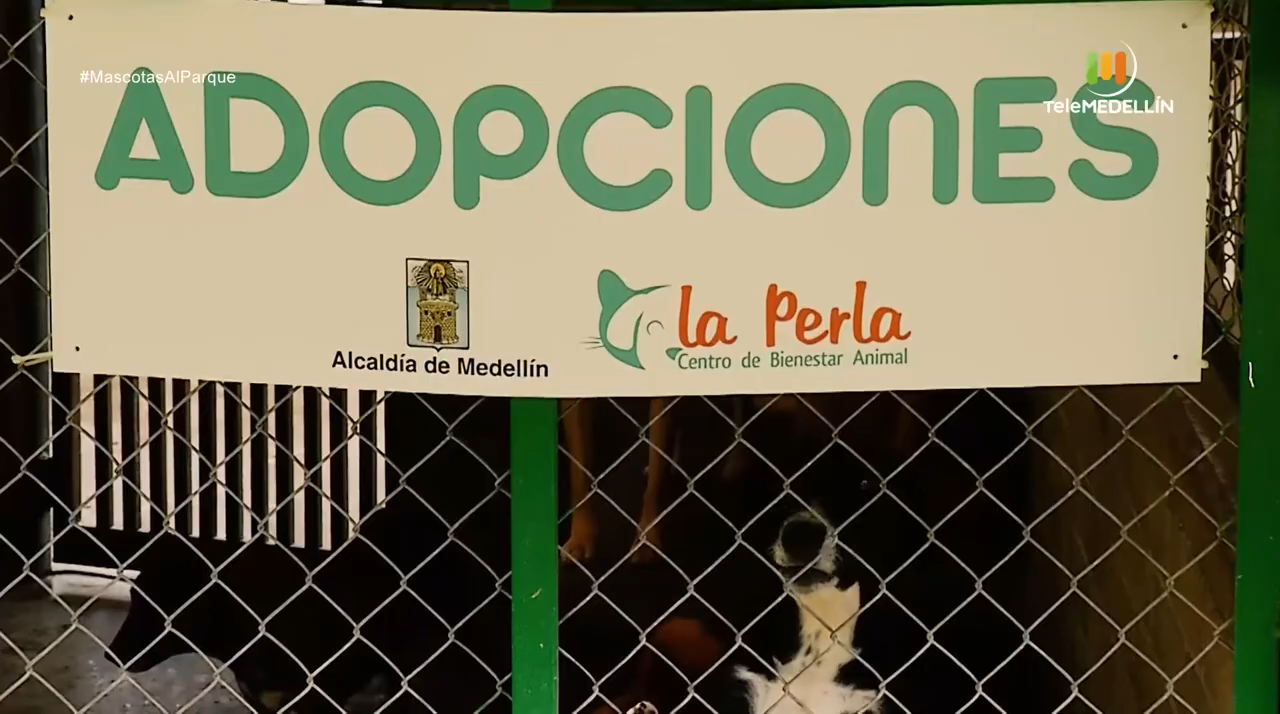 #MascotasAlParque
TeleMEDELLÍN
ADOPCIONES
Alcaldía de Medellín
la Perla
Centro de Bienestar Animal